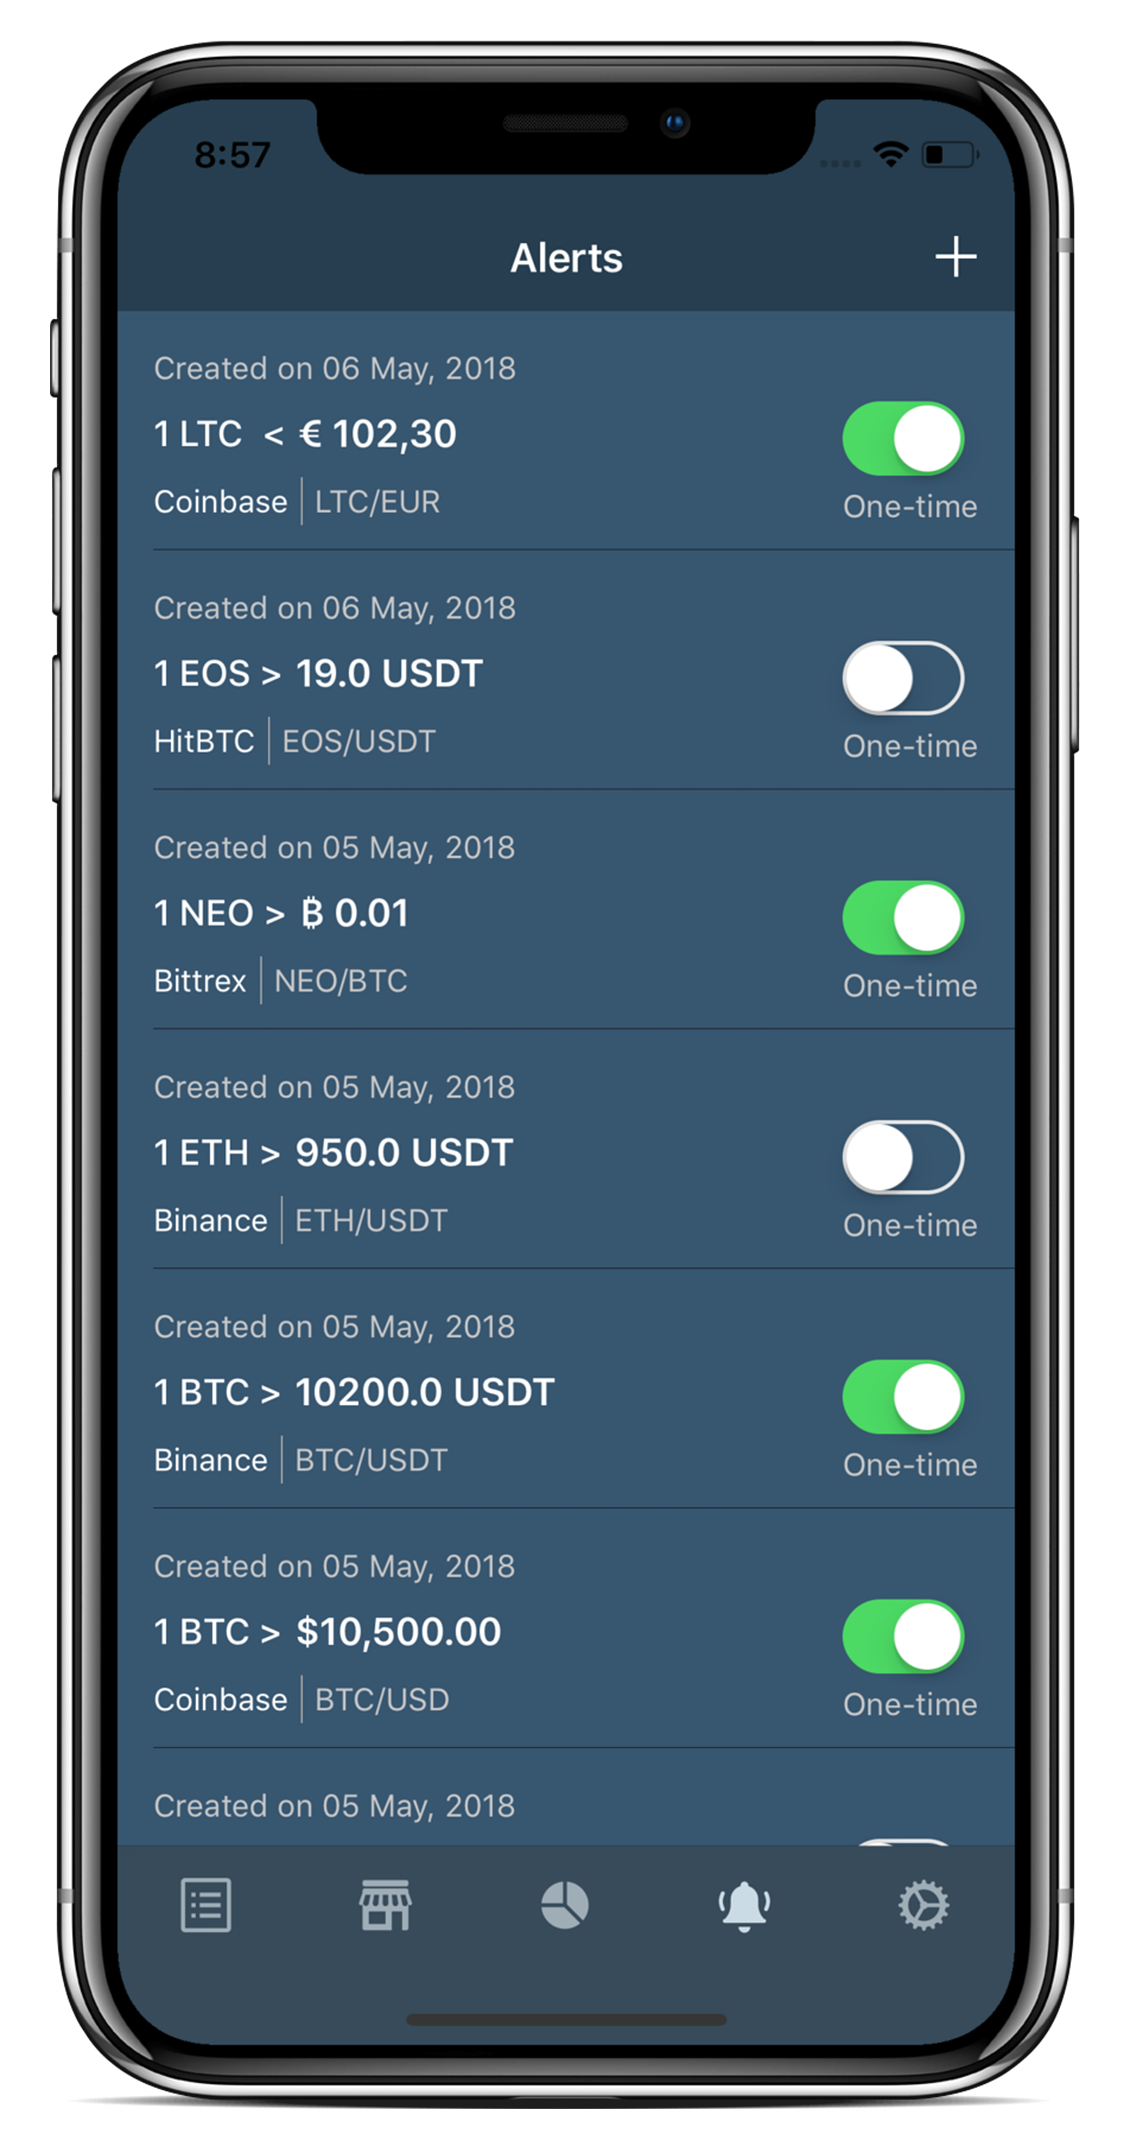 8:57
Alerts
Created on 06 May, 2018
1 LTC < € 102,30
Coinbase | LTC/EUR
One-time
Created on 06 May, 2018
1 EOS > 19.0 USDT
HitBTC | EOS/USDT
One-time
Created on 05 May, 2018
1 NEO > ₿ 0.01
Bittrex | NEO/BTC
One-time
Created on 05 May, 2018
1 ETH > 950.0 USDT
Binance | ETH/USDT
One-time
Created on 05 May, 2018
1 BTC > 10200.0 USDT
Binance | BTC/USDT
One-time
Created on 05 May, 2018
1 BTC > $10,500.00
Coinbase | BTC/USD
One-time
Created on 05 May, 2018